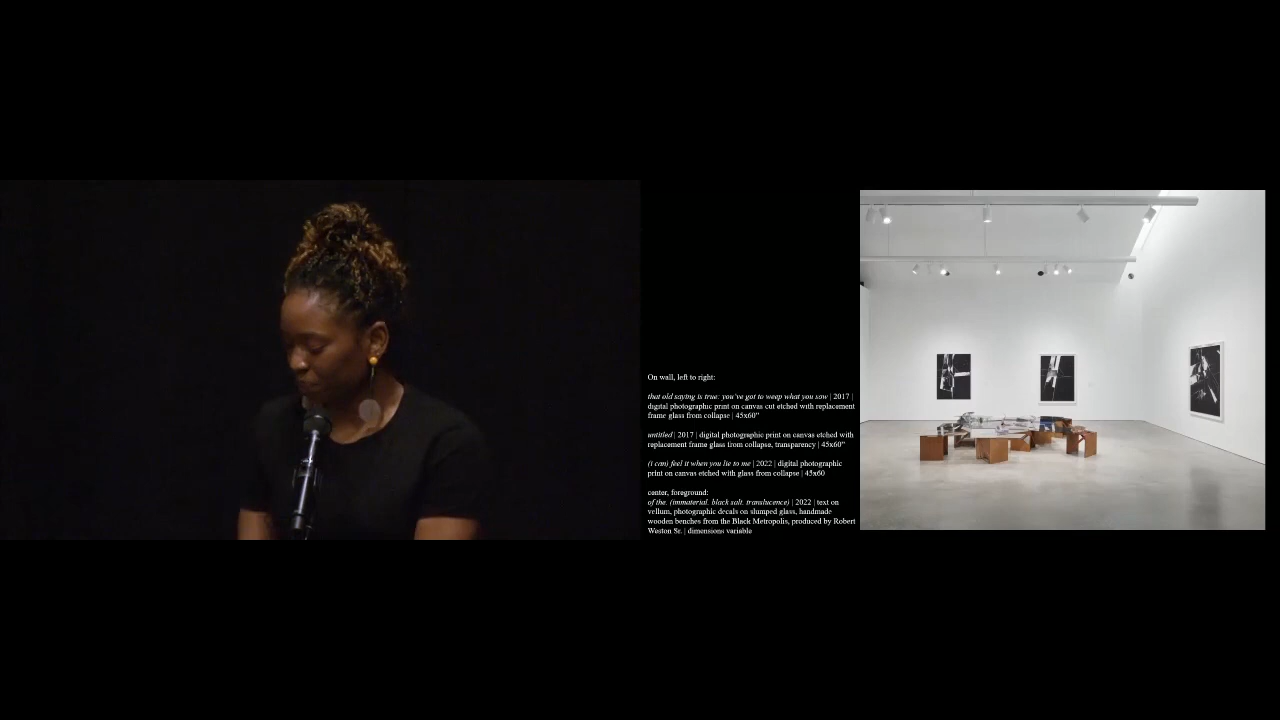 On wall, left to right:
that old saying is true: you've got to weep what you sow | 2017 |
digital photographic print on canvas cut etched with replacement
frame glass from collapse | 45x60"
untitled | 2017 | digital photographic print on canvas etched with
replacement frame glass from collapse, transparency | 45x60"
(i can) feel it when you lie to me | 2022 | digital photographic
print on canvas etched with glass from collapse | 45x60
center, foreground:
of the. (immaterial. black salt. translucence) | 2022 | text on
vellum, photographic decals on slumped glass, handmade
wooden benches from the Black Metropolis, produced by Robert
Weston Sr. | dimensions variable